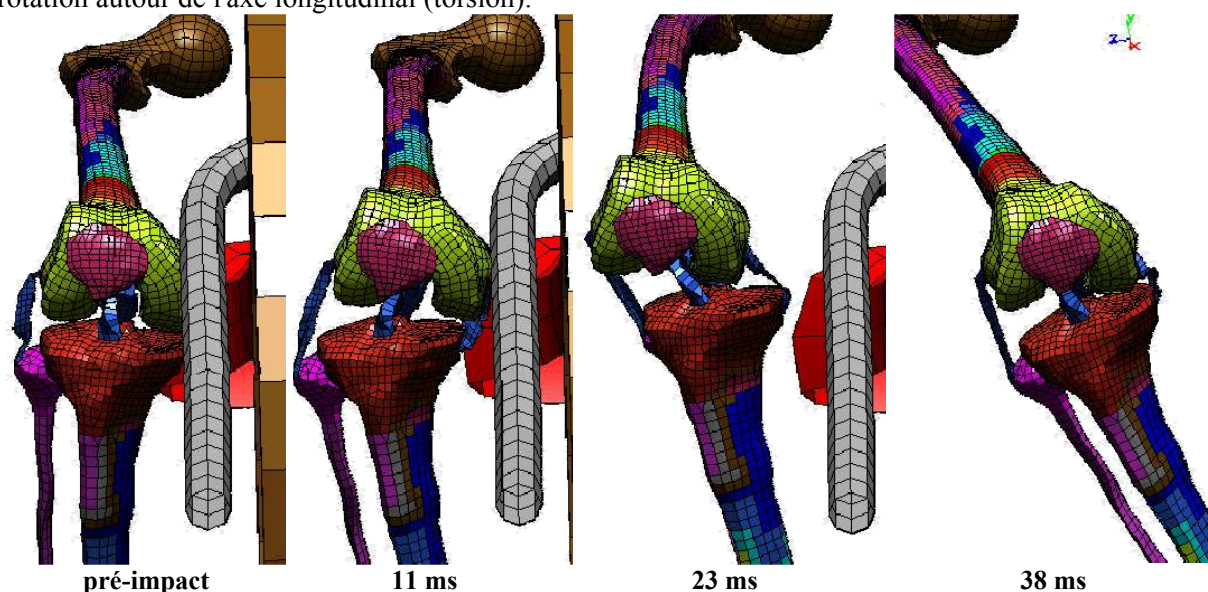 rotation autour de l'axe longitudinal (torsion).
pré-impact 11 ms 23 ms 38 ms